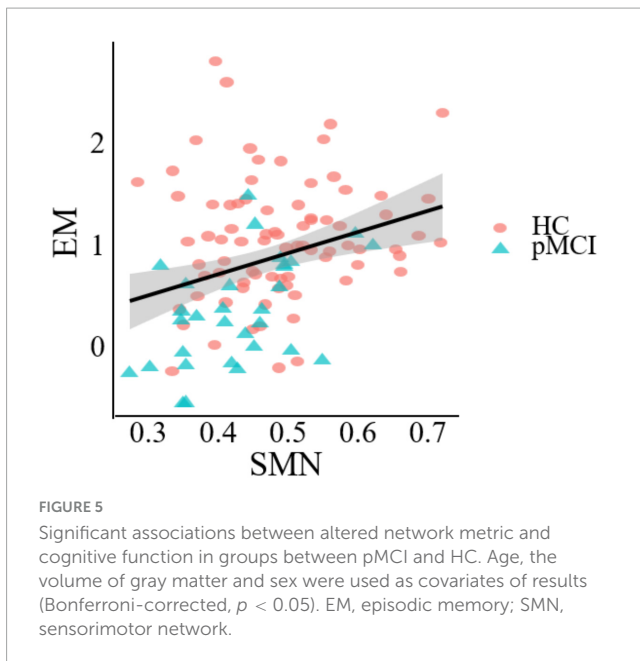 2
1
0
EM
0.3 0.4 0.5 0.6 0.7
SMN
HC
pMCI
FIGURE 5
Significant associations between altered network metric and
cognitive function in groups between pMCI and HC. Age, the
volume of gray matter and sex were used as covariates of results
(Bonferroni-corrected, p < 0.05). EM, episodic memory; SMN,
sensorimotor network.